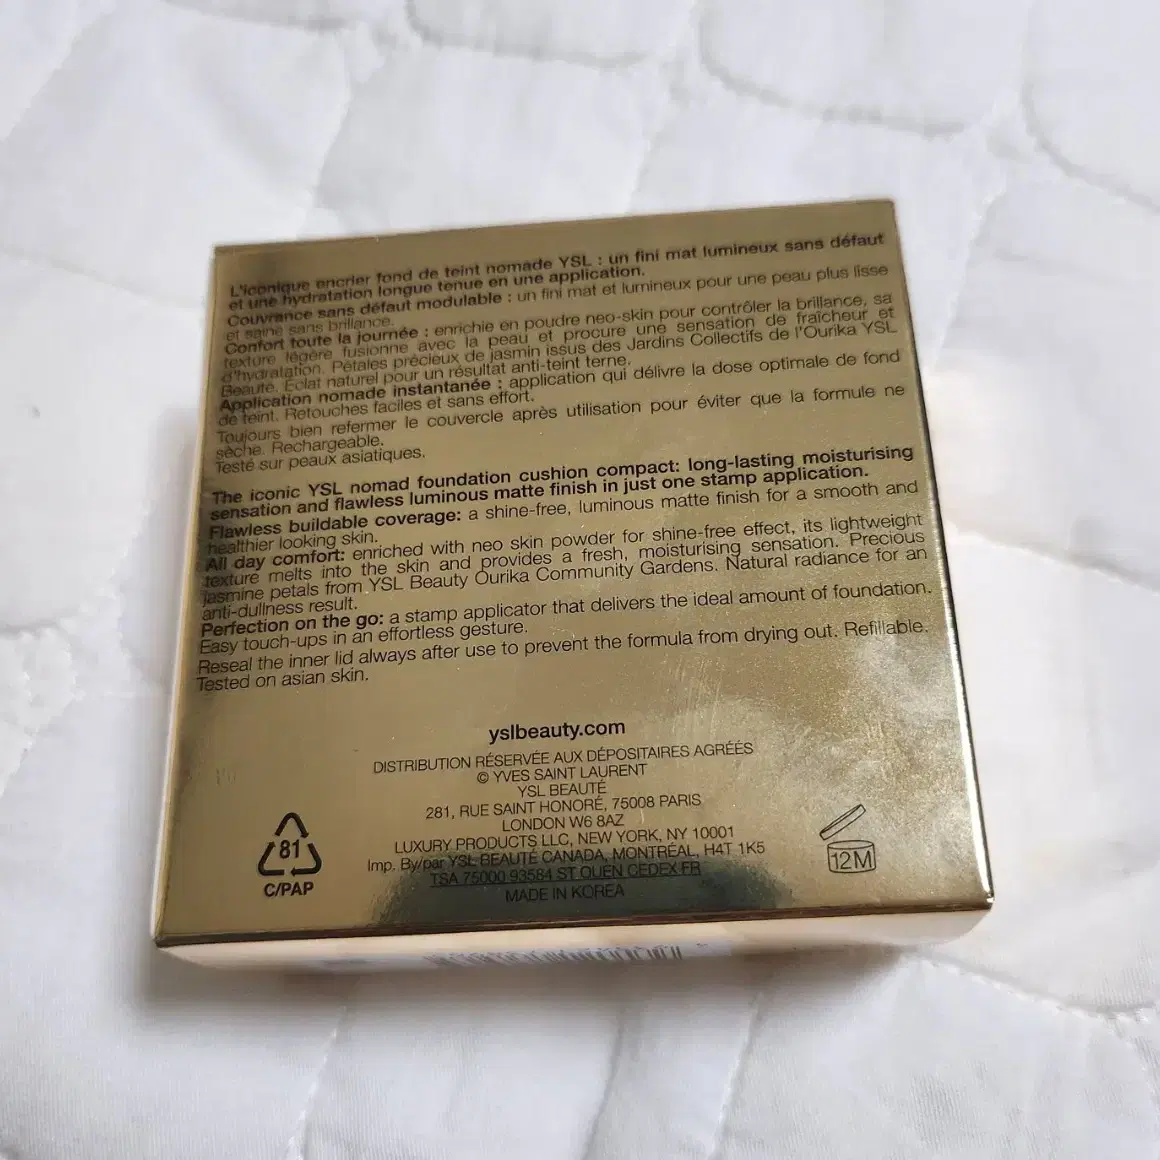 L'iconique encrier fond de teint nomade YSL : un fini mat lumineux sans défaut
et une hydratation longue tenue en une application.
Couvrance sans défaut modulable : un fini mat et lumineux pour une peau plus lisse
et saine sans brillance.
Confort toute la journée : enrichie en poudre neo-skin pour contrôler la brillance, sa
texture légère fusionne avec la peau et procure une sensation de fraîcheur et
d'hydratation. Pétales précieux de jasmin issus des Jardins Collectifs de l'Ourika YSL
Beauté. Éclat naturel pour un résultat anti-teint terne.
Application nomade instantanée : application qui délivre la dose optimale de fond
de teint. Retouches faciles et sans effort.
Toujours bien refermer le couvercle après utilisation pour éviter que la formule ne
sèche. Rechargeable.
Testé sur peaux asiatiques.
The iconic YSL nomad foundation cushion compact: long-lasting moisturising
sensation and flawless luminous matte finish in just one stamp application.
Flawless buildable coverage: a shine-free, luminous matte finish for a smooth and
healthier looking skin.
All day comfort: enriched with neo skin powder for shine-free effect, its lightweight
texture melts into the skin and provides a fresh, moisturising sensation. Precious
jasmine petals from YSL Beauty Ourika Community Gardens. Natural radiance for an
anti-dullness result.
Perfection on the go: a stamp applicator that delivers the ideal amount of foundation.
Easy touch-ups in an effortless gesture.
Reseal the inner lid always after use to prevent the formula from drying out. Refillable.
Tested on asian skin.
yslbeauty.com
DISTRIBUTION RÉSERVÉE AUX DÉPOSITAIRES AGRÉÉS
© YVES SAINT LAURENT
YSL BEAUTÉ
281, RUE SAINT HONORÉ, 75008 PARIS
LONDON W6 8AZ
LUXURY PRODUCTS LLC, NEW YORK, NY 10001
Imp. By/par YSL BEAUTÉ CANADA, MONTRÉAL, H4T 1K5
TSA 75000 93584 ST OUEN CEDEX FR
MADE IN KOREA
81
C/PAP
12M